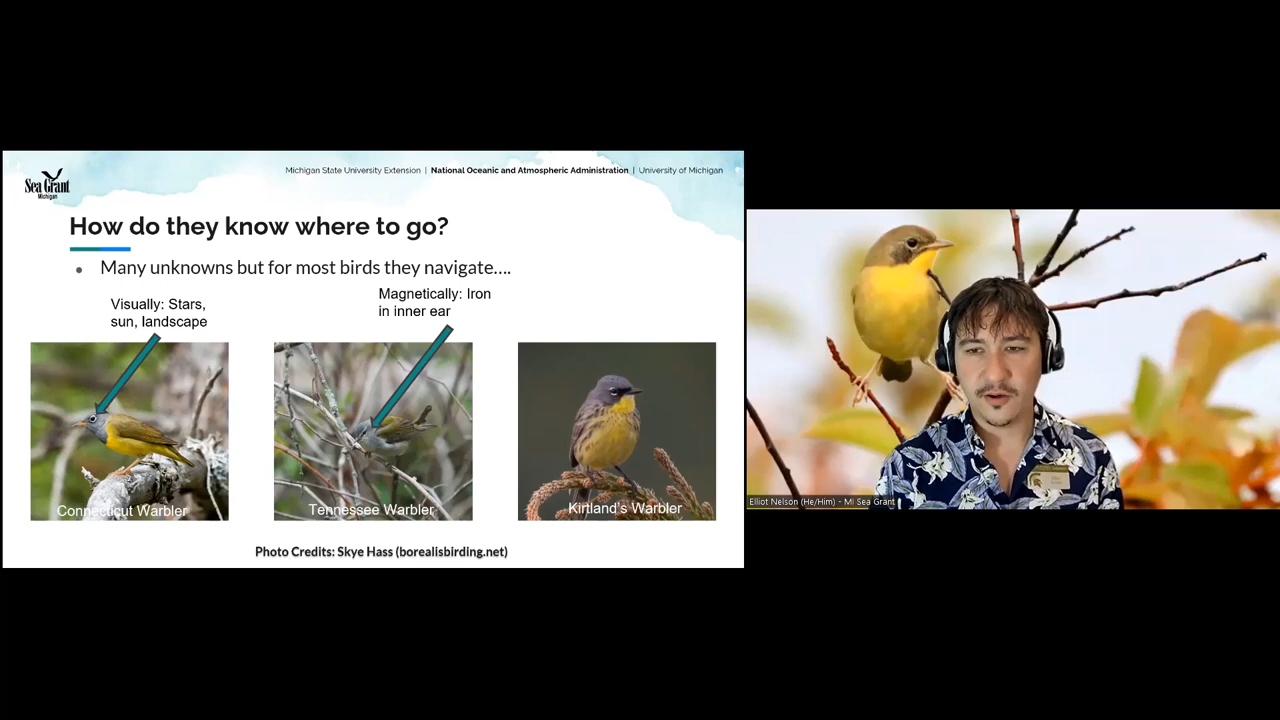 Michigan State University Extension | National Oceanic and Atmospheric Administration | University of Michigan
Sea Grant
Michigan
How do they know where to go?
• Many unknowns but for most birds they navigate....
Visually: Stars,
sun, landscape
Magnetically: Iron
in inner ear
Connecticut Warbler
Tennessee Warbler
Kirtland's Warbler
Photo Credits: Skye Hass (borealisbirding.net)
Elliot Nelson (He/Him) - MI Sea Grant